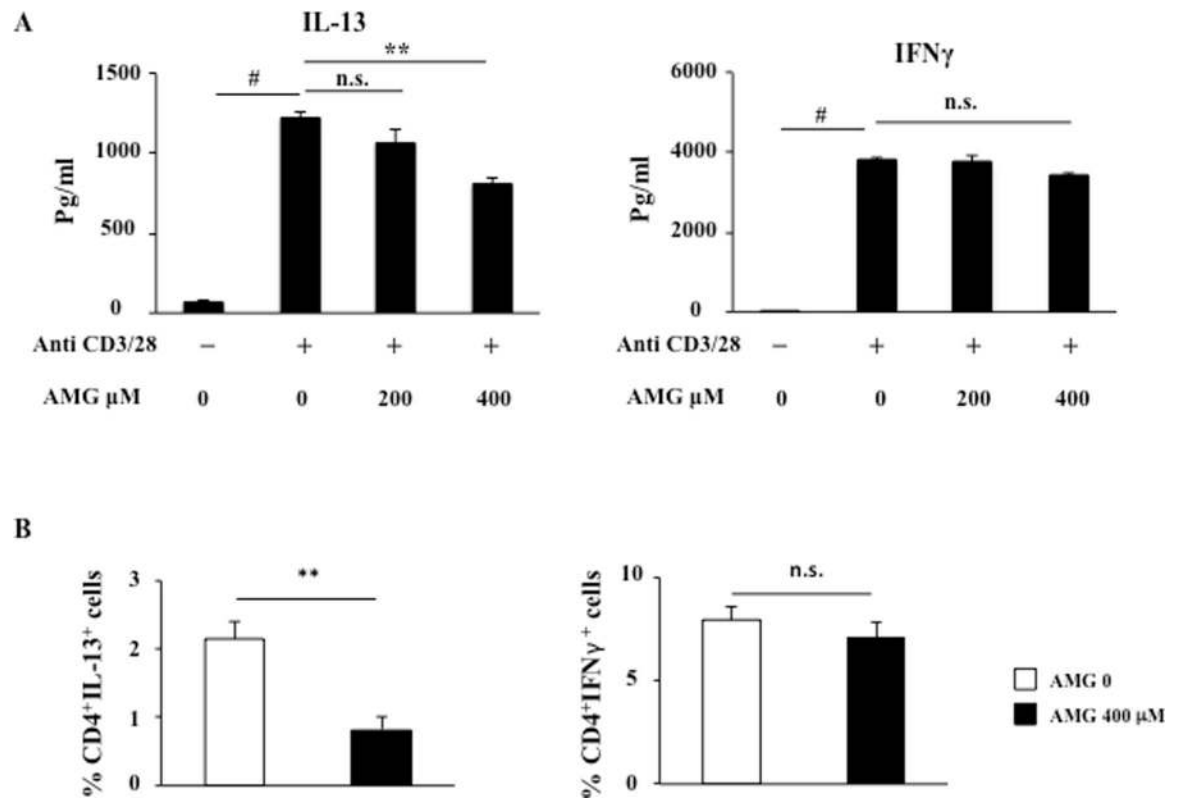 A
IL-13
**
#
n.s.
1500
1000
500
0
Pg/ml
Anti CD3/28 − + + +
AMG µM 0 0 200 400
IFNγ
n.s.
#
6000
4000
2000
0
Pg/ml
Anti CD3/28 − + + +
AMG µM 0 0 200 400
B
**
3
2
1
0
% CD4⁺IL-13⁺ cells
n.s.
10
5
0
% CD4⁺IFNγ⁺ cells
AMG 0
AMG 400 µM